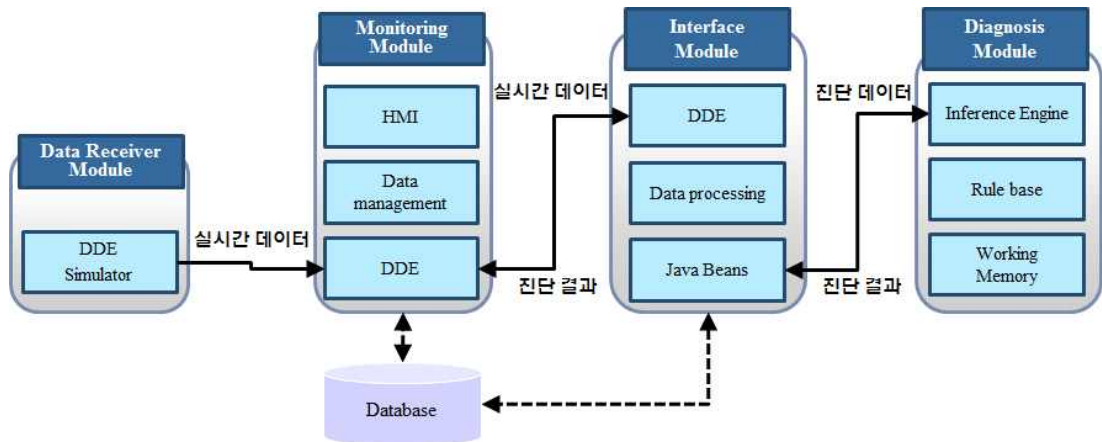 Data Receiver
Module
DDE
Simulator
실시간 데이터
Monitoring
Module
HMI
Data
management
DDE
실시간 데이터
진단 결과
Interface
Module
DDE
Data processing
Java Beans
진단 데이터
진단 결과
Diagnosis
Module
Inference Engine
Rule base
Working
Memory
Database